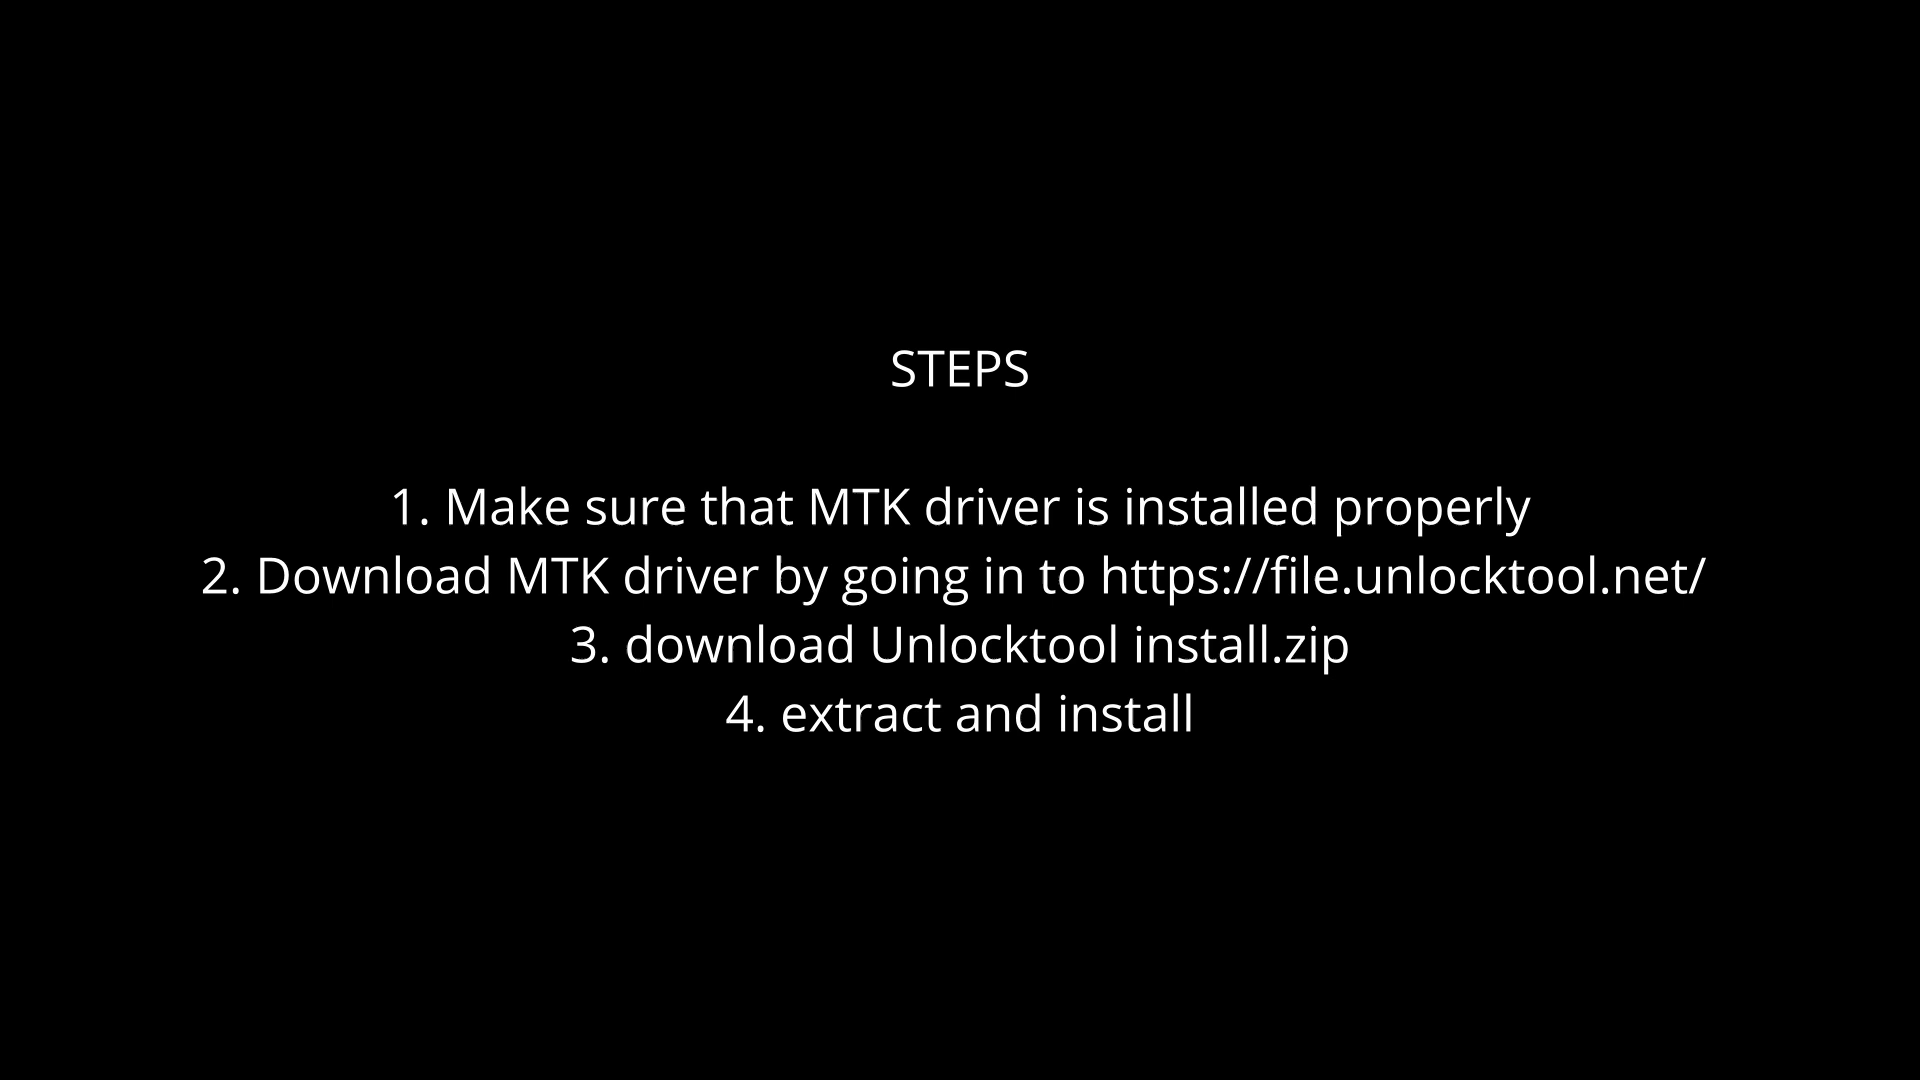 STEPS
1. Make sure that MTK driver is installed properly
2. Download MTK driver by going in to https://file.unlocktool.net/
3. download Unlocktool install.zip
4. extract and install